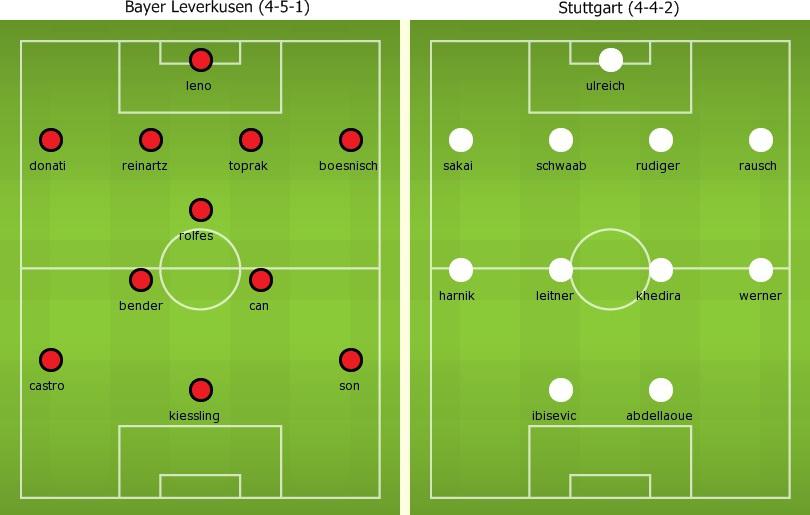 Bayer Leverkusen (4-5-1)
leno
donati reinartz toprak boesnisch
rolfes
bender can
castro son
kiessling
Stuttgart (4-4-2)
ulreich
sakai schwaab rudiger rausch
harnik leitner khedira werner
ibisevic abdellaoue